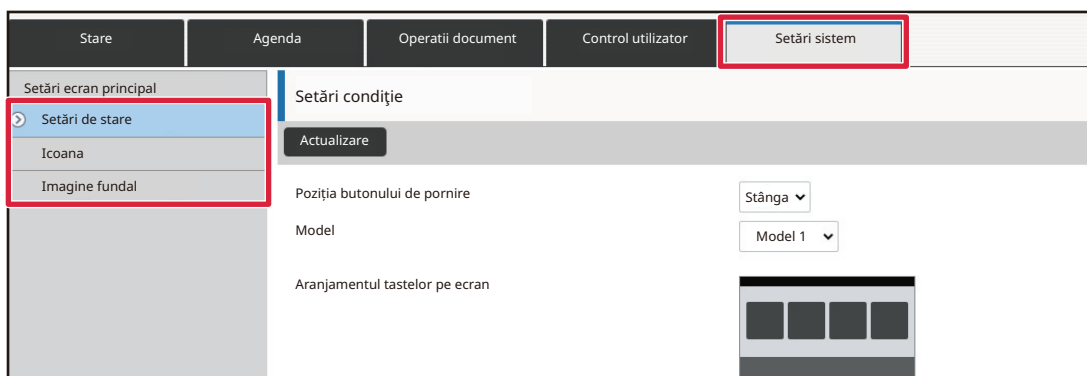 Stare
Agenda
Operatii document
Control utilizator
Setări sistem
Setări ecran principal
Setări de stare
Icoana
Imagine fundal
Setări condiţie
Actualizare
Poziția butonului de pornire
Stânga
Model
Model 1
Aranjamentul tastelor pe ecran